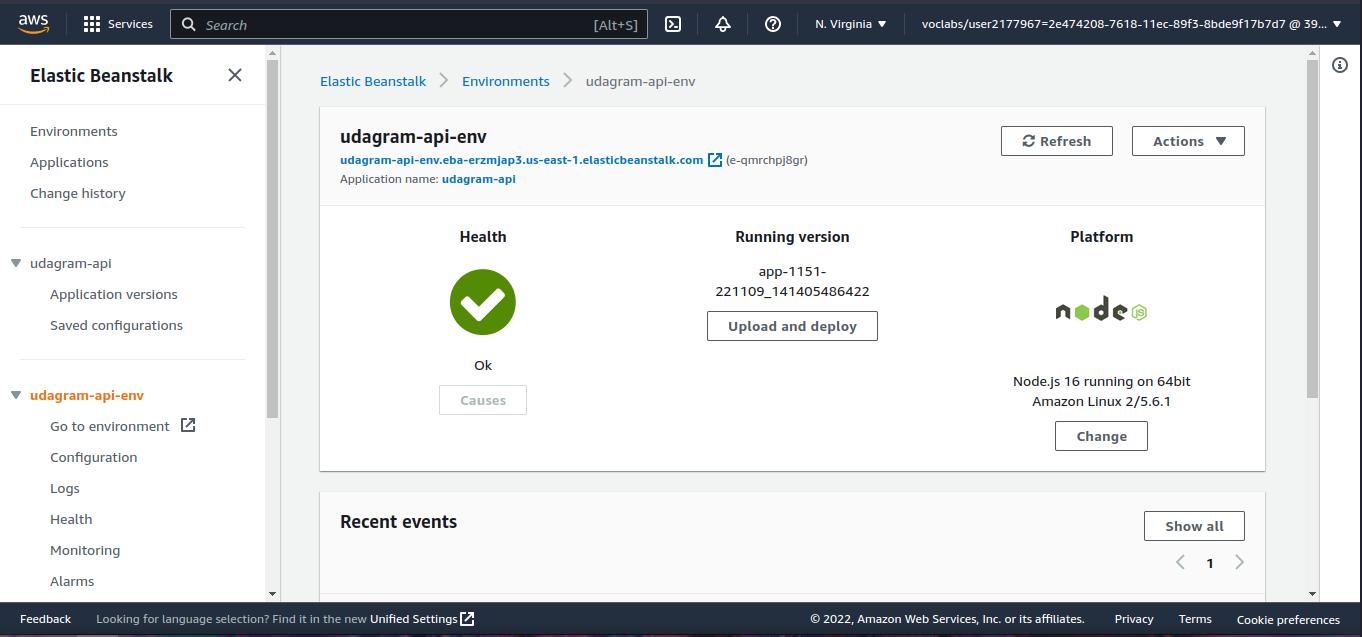 aws
Services
Search
[Alt+S]
N. Virginia
voclabs/user2177967=2e474208-7618-11ec-89f3-8bde9f17b7d7 @ 39...
Elastic Beanstalk
Environments
Applications
Change history
udagram-api
Application versions
Saved configurations
udagram-api-env
Go to environment
Configuration
Logs
Health
Monitoring
Alarms
Elastic Beanstalk
Environments
udagram-api-env
udagram-api-env
udagram-api-env.eba-erzmjap3.us-east-1.elasticbeanstalk.com (e-qmrchpj8gr)
Application name: udagram-api
Refresh
Actions
Health
Ok
Causes
Running version
app-1151-
221109_141405486422
Upload and deploy
Platform
node
JS
Node.js 16 running on 64bit
Amazon Linux 2/5.6.1
Change
Recent events
Show all
1
Feedback
Looking for language selection? Find it in the new Unified Settings
© 2022, Amazon Web Services, Inc. or its affiliates.
Privacy
Terms
Cookie preferences